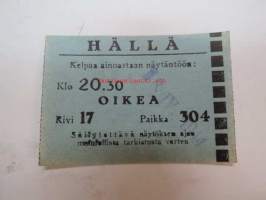 HÄLLÄ
Kelpaa ainoastaan näytäntöön:
Klo 20.30
OIKEA
Rivi 17 Paikka 304
Säilytettävä näytöksen ajan
mahdollista tarkastusta varten